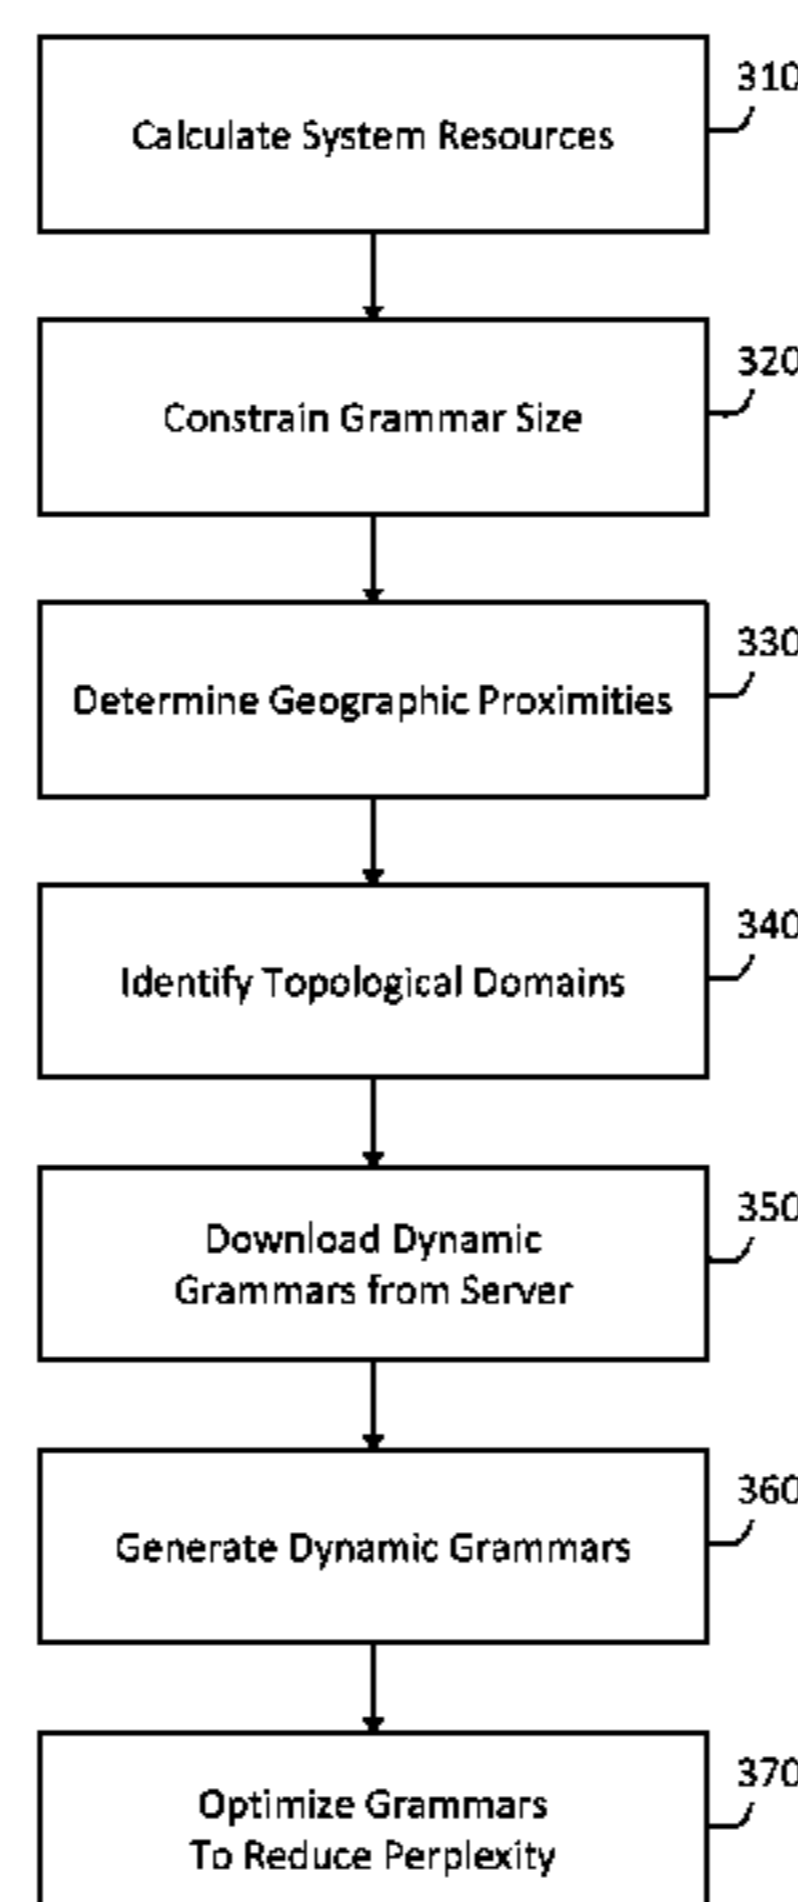 310
Calculate System Resources
320
Constrain Grammar Size
330
Determine Geographic Proximities
340
Identify Topological Domains
350
Download Dynamic
Grammars from Server
360
Generate Dynamic Grammars
370
Optimize Grammars
To Reduce Perplexity